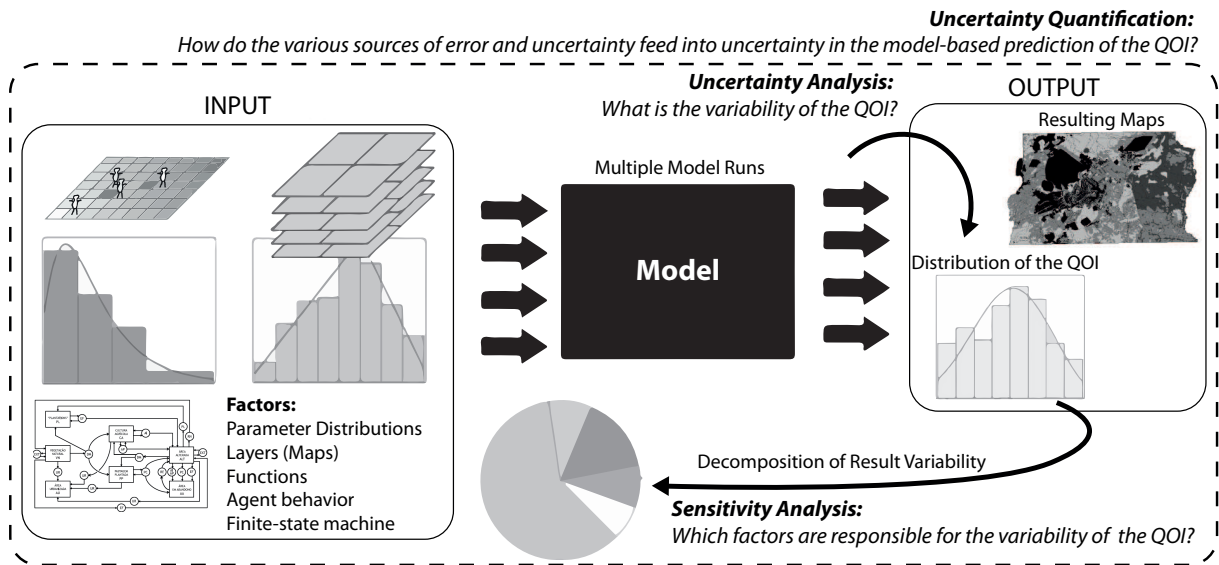 Uncertainty Quantification:
How do the various sources of error and uncertainty feed into uncertainty in the model-based prediction of the QOI?
INPUT
Uncertainty Analysis:
What is the variability of the QOI?
OUTPUT
Resulting Maps
Multiple Model Runs
Model
Distribution of the QOI
Factors:
Parameter Distributions
Layers (Maps)
Functions
Agent behavior
Finite-state machine
Decomposition of Result Variability
Sensitivity Analysis:
Which factors are responsible for the variability of the QOI?